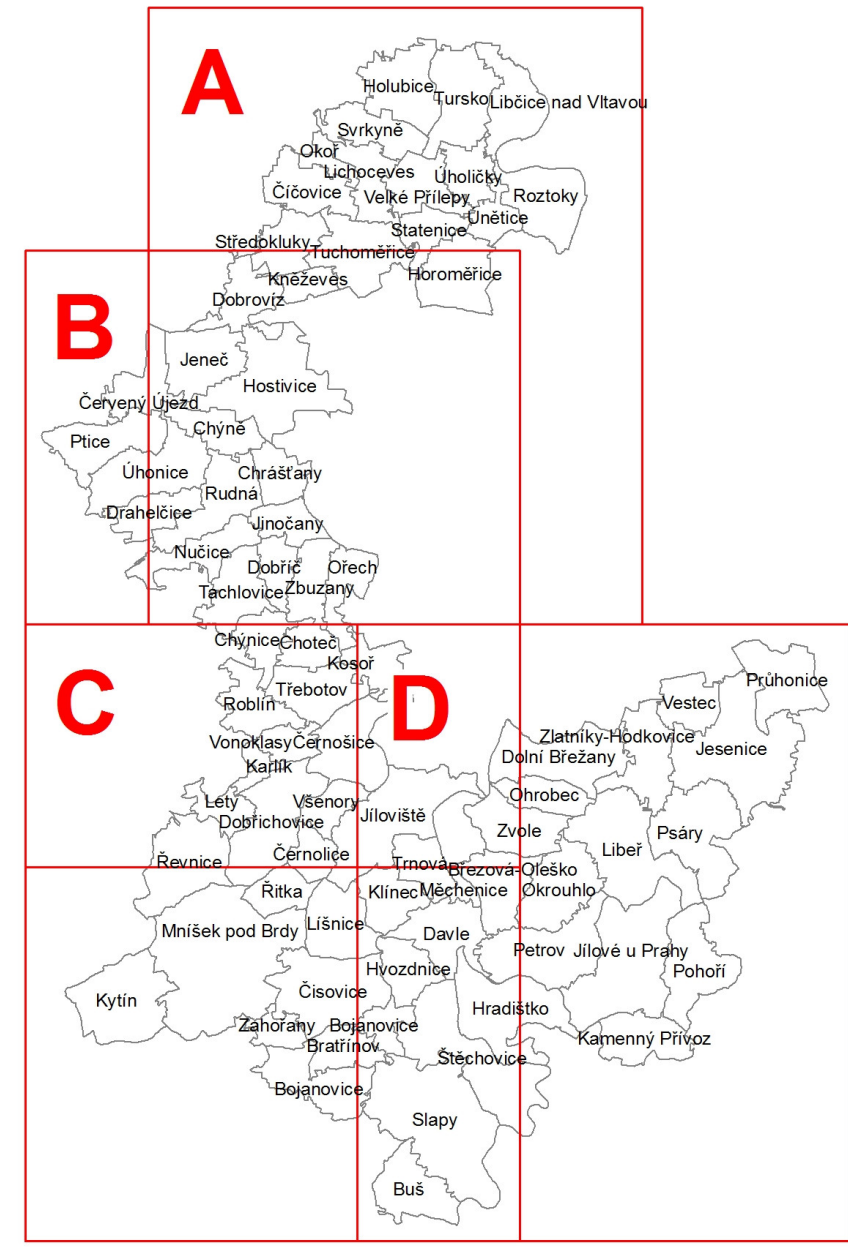 A
Holubice
Tursko
Libčice nad Vltavou
Svrkyně
Okoř
Lichoceves
Úholičky
Číčovice
Velké Přílepy
Roztoky
Únětice
Statenice
Středokluky
Tuchoměřice
Horoměřice
Kněževes
Dobrovíz
B
Jeneč
Hostivice
Červený Újezd
Chýně
Ptice
Úhonice
Chrášťany
Rudná
Drahelčice
Jinočany
Nučice
Dobříč
Ořech
Tachlovice
Zbuzany
Chýnice
Choteč
Kosoř
C
Třebotov
Roblín
D
Průhonice
Vestec
Vonoklasy
Černošice
Zlatníky-Hodkovice
Jesenice
Dolní Břežany
Karlík
Ohrobec
Lety
Všenory
Dobřichovice
Jíloviště
Zvole
Psáry
Libeř
Černolice
Řevnice
Trnová
Březová-Oleško
Řitka
Klínec
Měchenice
Okrouhlo
Líšnice
Mníšek pod Brdy
Davle
Petrov
Jílové u Prahy
Hvozdnice
Pohoří
Kytín
Čisovice
Hradištko
Zahořany
Bojanovice
Bratřínov
Kamenný Přívoz
Štěchovice
Bojanovice
Slapy
Buš